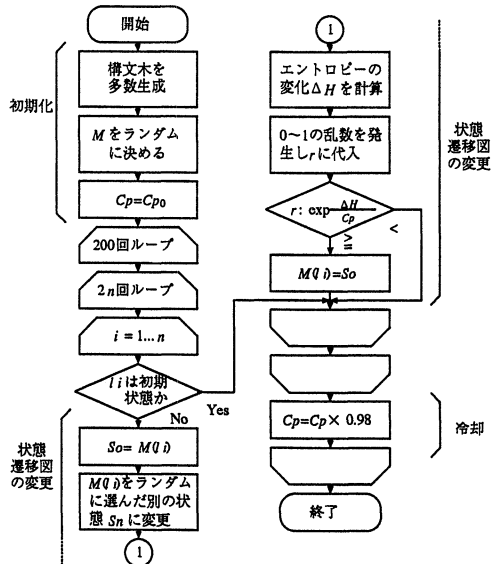 開始
構文木を
多数生成
Mをランダム
に決める
Cp=Cp₀
初期化
200回ループ
2n回ループ
i = 1...n
l i は初期
状態か
No
Yes
So= M(l i)
M(l i)をランダム
に選んだ別の状
態 Sn に変更
1
状態
遷移図
の変更
1
エントロピーの
変化ΔHを計算
0〜1の乱数を発
生しrに代入
r : exp ΔH/Cp
<
≧
M(l i)=So
状態
遷移図
の変更
Cp=Cp × 0.98
冷却
終了